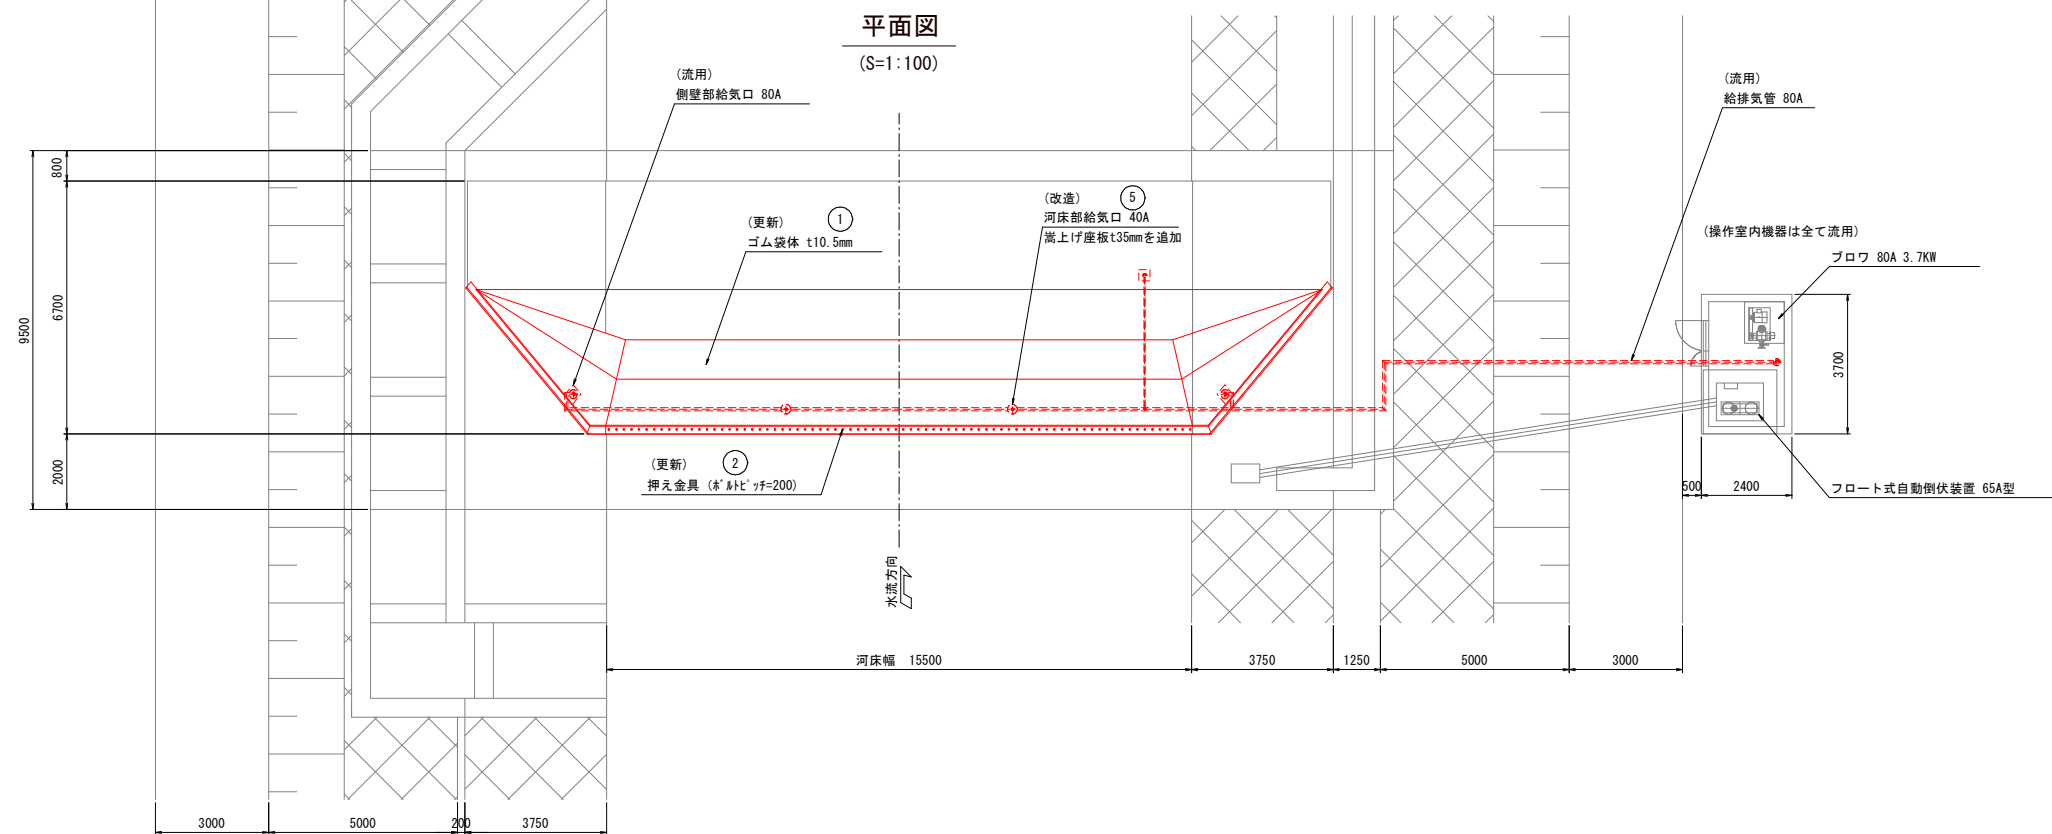 平面図
(S=1:100)
(流用)
側壁部給気口 80A
(流用)
給排気管 80A
(更新)
①
ゴム袋体 t10.5mm
(改造)
⑤
河床部給気口 40A
嵩上げ座板t35mmを追加
(操作室内機器は全て流用)
ブロワ 80A 3.7KW
800
6700
9500
2000
3700
(更新)
②
押え金具 (ﾎﾞﾙﾄﾋﾟｯﾁ=200)
500
2400
フロート式自動倒伏装置 65A型
水流方向
河床幅 15500
3750
1250
5000
3000
3000
5000
200
3750